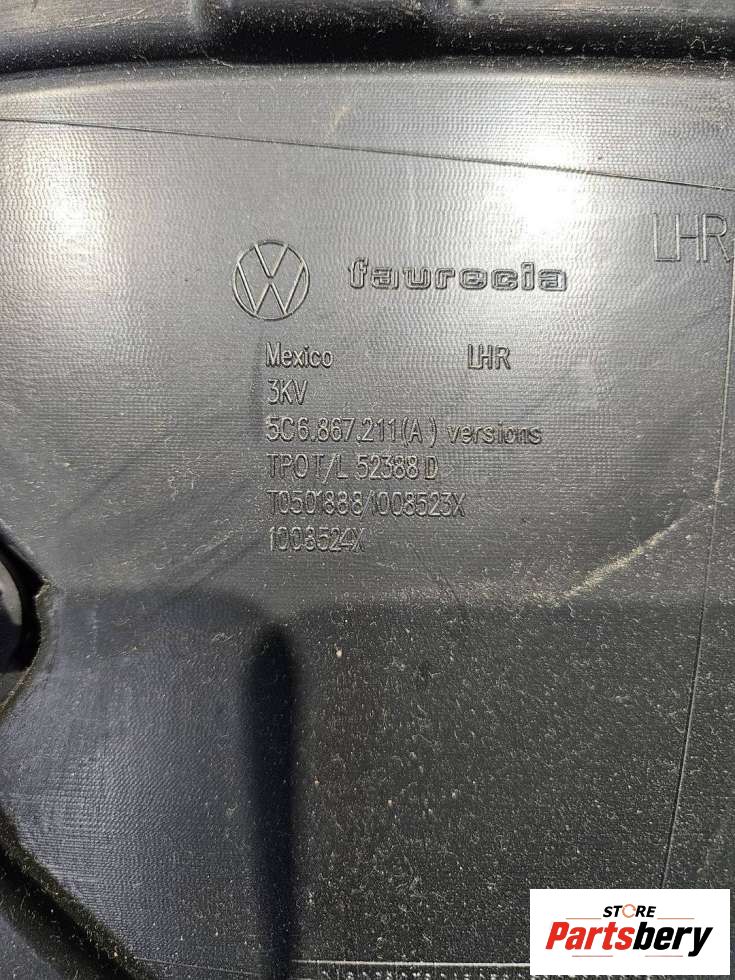 faurecia
LHR
Mexico LHR
3KV
5C6.867.211(A) versions
TPO T/L 52388 D
T0501888/1008523X
1008524X
STORE
Partsbery